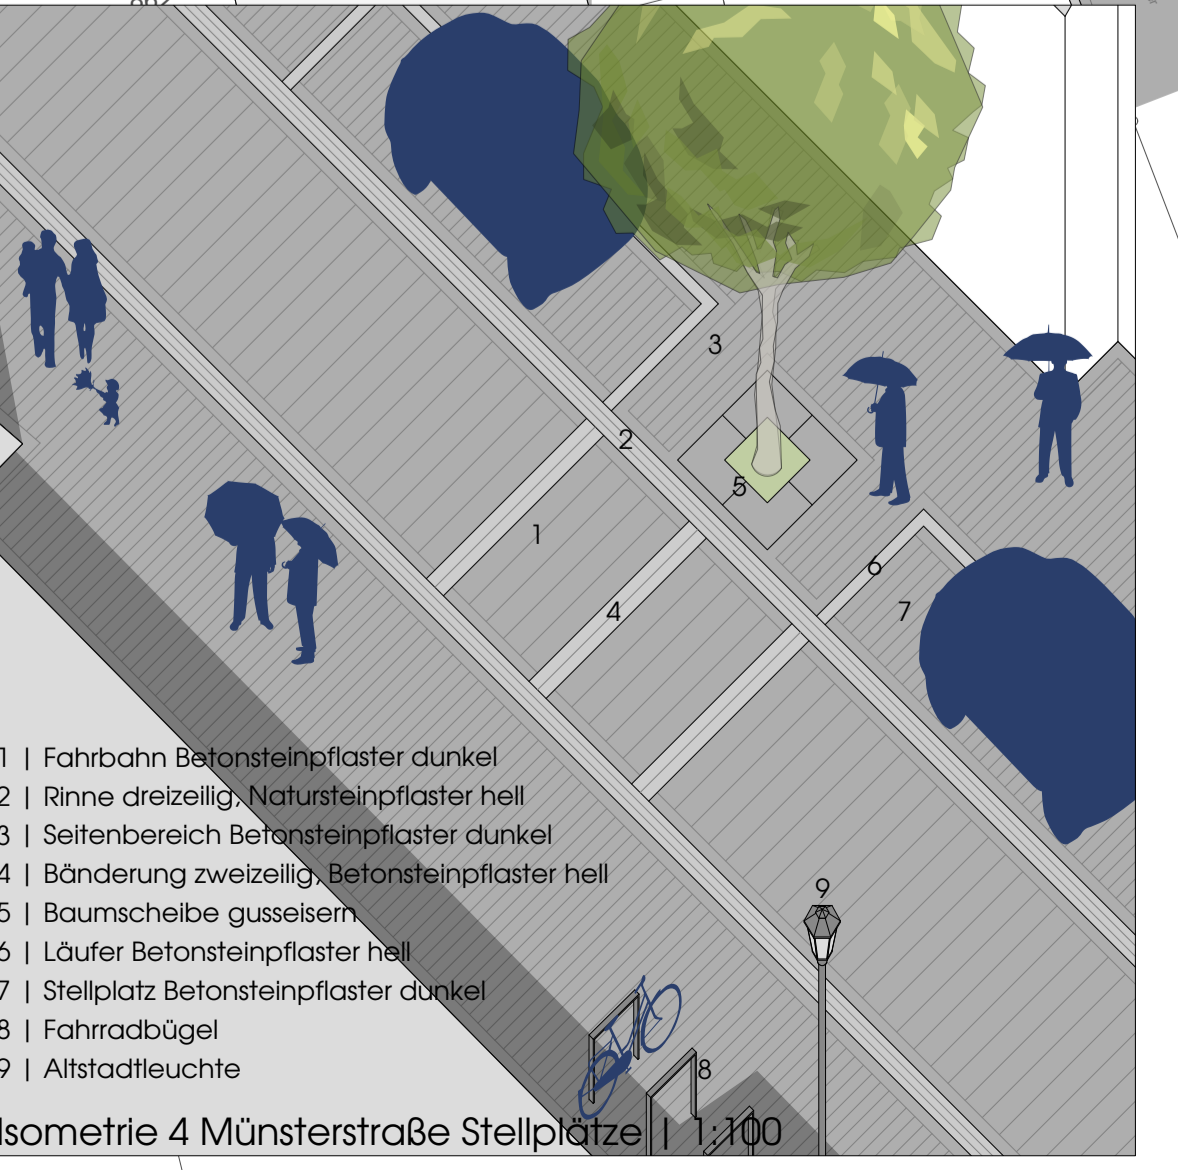 3
2
5
1
6
4
7
1 | Fahrbahn Betonsteinpflaster dunkel
2 | Rinne dreizeilig, Natursteinpflaster hell
3 | Seitenbereich Betonsteinpflaster dunkel
4 | Bänderung zweizeilig, Betonsteinpflaster hell
9
5 | Baumscheibe gusseisern
6 | Läufer Betonsteinpflaster hell
7 | Stellplatz Betonsteinpflaster dunkel
8 | Fahrradbügel
9 | Altstadtleuchte
8
Isometrie 4 Münsterstraße Stellplätze | 1:100